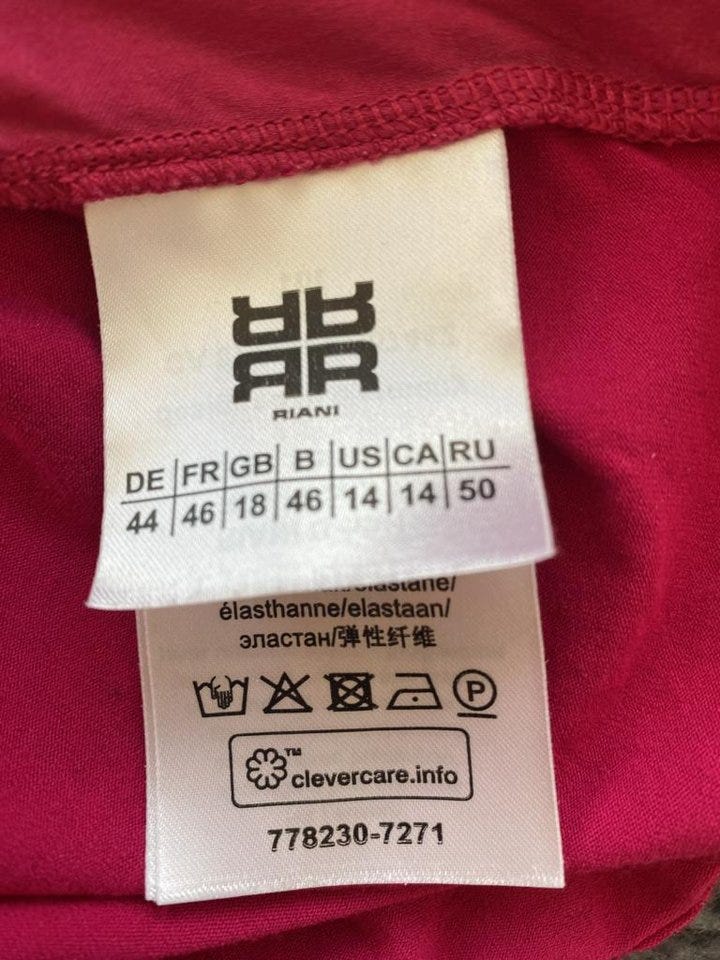 RIANI
DE FR GB B US CA RU
44 46 18 46 14 14 50
élasthanne/elastaan/
эластан/弹性纤维
P
™
clevercare.info
778230-7271